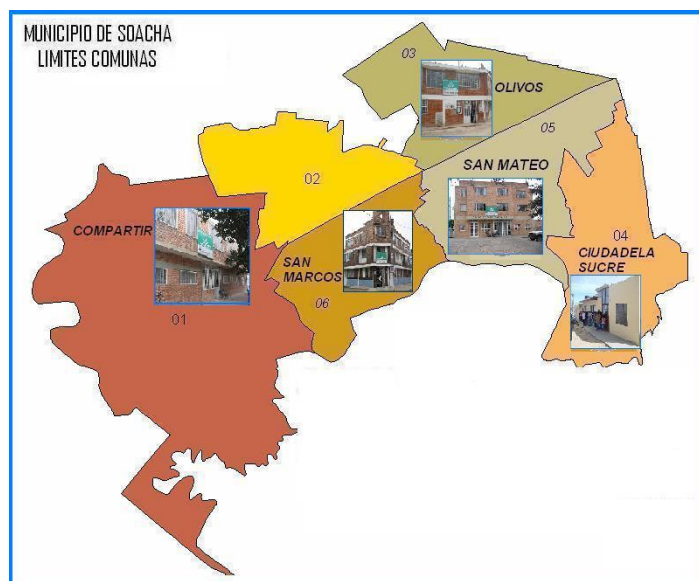 MUNICIPIO DE SOACHA
LIMITES COMUNAS
03
OLIVOS
05
SAN MATEO
02
COMPARTIR
04
CIUDADELA
SUCRE
SAN
MARCOS
06
01